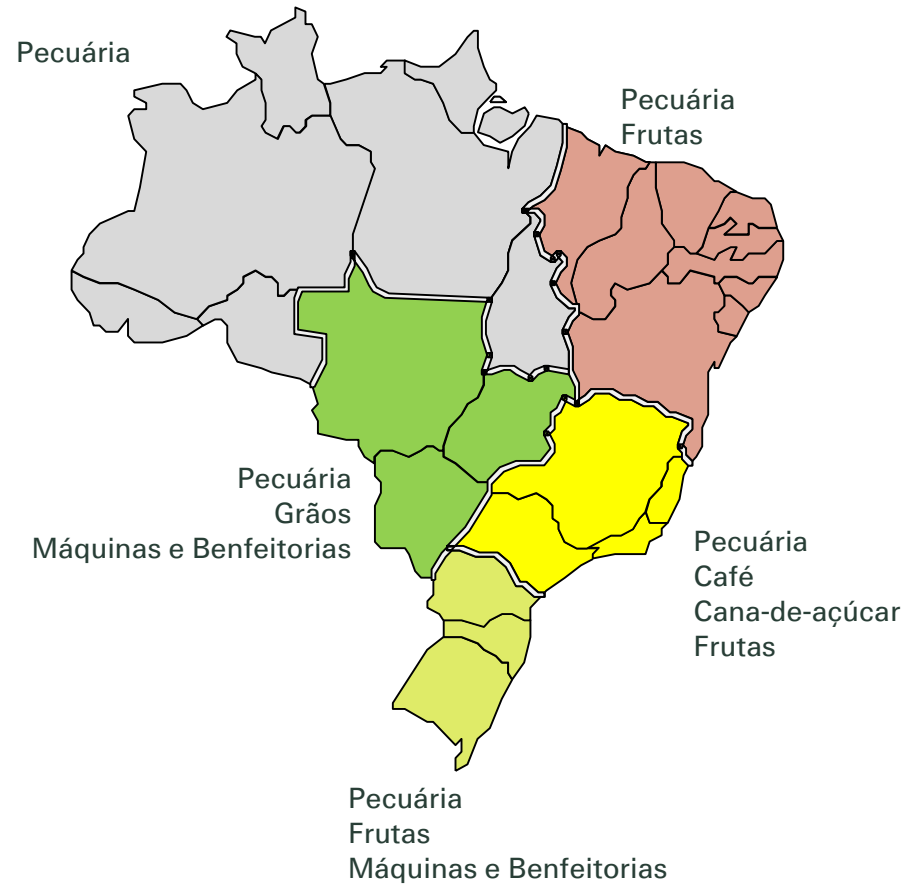 Pecuária
Pecuária
Frutas
Pecuária
Grãos
Máquinas e Benfeitorias
Pecuária
Café
Cana-de-açúcar
Frutas
Pecuária
Frutas
Máquinas e Benfeitorias